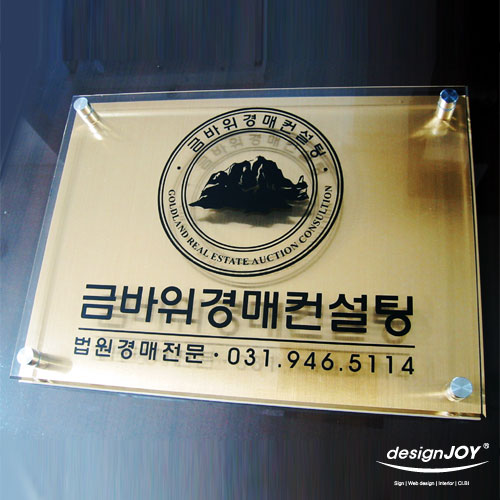 · 금바위경매컨설팅 ·
GOLDLAND REAL ESTATE AUCTION CONSULTION
금바위경매컨설팅
법원경매전문·031.946.5114
designJOY®
Sign | Web design | Interior | CI.BI